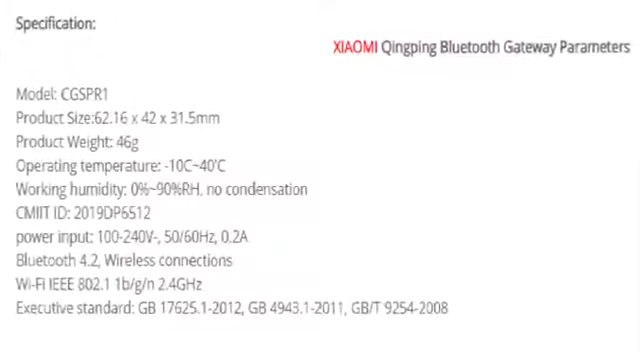 Specification:
XIAOMI Qingping Bluetooth Gateway Parameters
Model: CGSPR1
Product Size:62.16 x 42 x 31.5mm
Product Weight: 46g
Operating temperature: -10C~40'C
Working humidity: 0%~90%RH, no condensation
CMIIT ID: 2019DP6512
power input: 100-240V-, 50/60Hz, 0.2A
Bluetooth 4.2, Wireless connections
Wi-Fi IEEE 802.1 1b/g/n 2.4GHz
Executive standard: GB 17625.1-2012, GB 4943.1-2011, GB/T 9254-2008